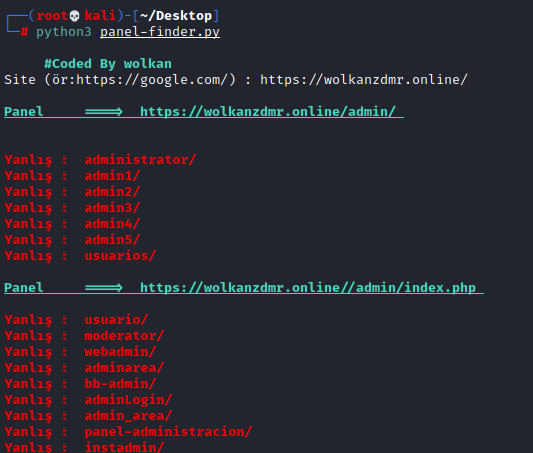 ┌──(root💀kali)-[~/Desktop]
└─# python3 panel-finder.py
#Coded By wolkan
Site (ör:https://google.com/) : https://wolkanzdmr.online/
Panel ====> https://wolkanzdmr.online/admin/
Yanlış : administrator/
Yanlış : admin1/
Yanlış : admin2/
Yanlış : admin3/
Yanlış : admin4/
Yanlış : admin5/
Yanlış : usuarios/
Panel ====> https://wolkanzdmr.online//admin/index.php
Yanlış : usuario/
Yanlış : moderator/
Yanlış : webadmin/
Yanlış : adminarea/
Yanlış : bb-admin/
Yanlış : adminLogin/
Yanlış : admin_area/
Yanlış : panel-administracion/
Yanlış : instadmin/